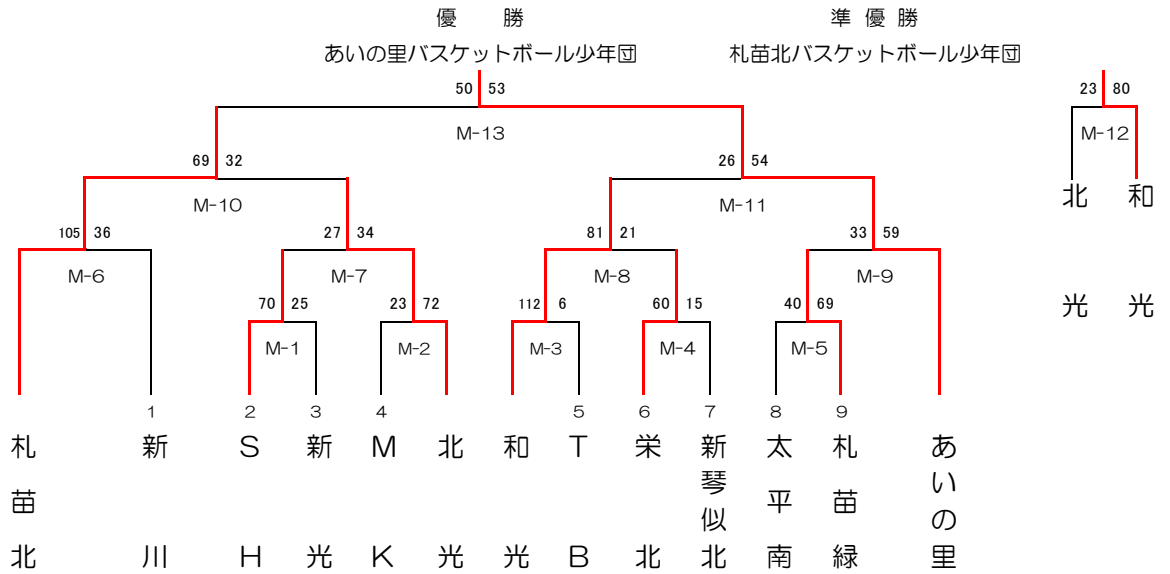 優 勝
準 優 勝
あいの里バスケットボール少年団
札苗北バスケットボール少年団
50 53
23 80
M-13
M-12
69 32
26 54
北光
和光
M-10
M-11
105 36
27 34
81 21
33 59
M-6
M-7
M-8
M-9
70 25
23 72
112 6
60 15
40 69
M-1
M-2
M-3
M-4
M-5
1
2
3
4
5
6
7
8
9
札苗北
新川
SH
新光
MK
北光
和光
TB
栄北
新琴似北
太平南
札苗緑
あいの里